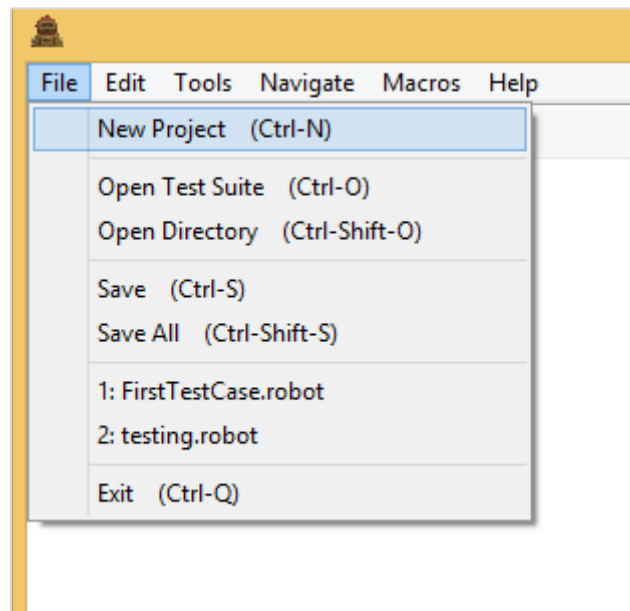 File Edit Tools Navigate Macros Help
New Project (Ctrl-N)
Open Test Suite (Ctrl-O)
Open Directory (Ctrl-Shift-O)
Save (Ctrl-S)
Save All (Ctrl-Shift-S)
1: FirstTestCase.robot
2: testing.robot
Exit (Ctrl-Q)